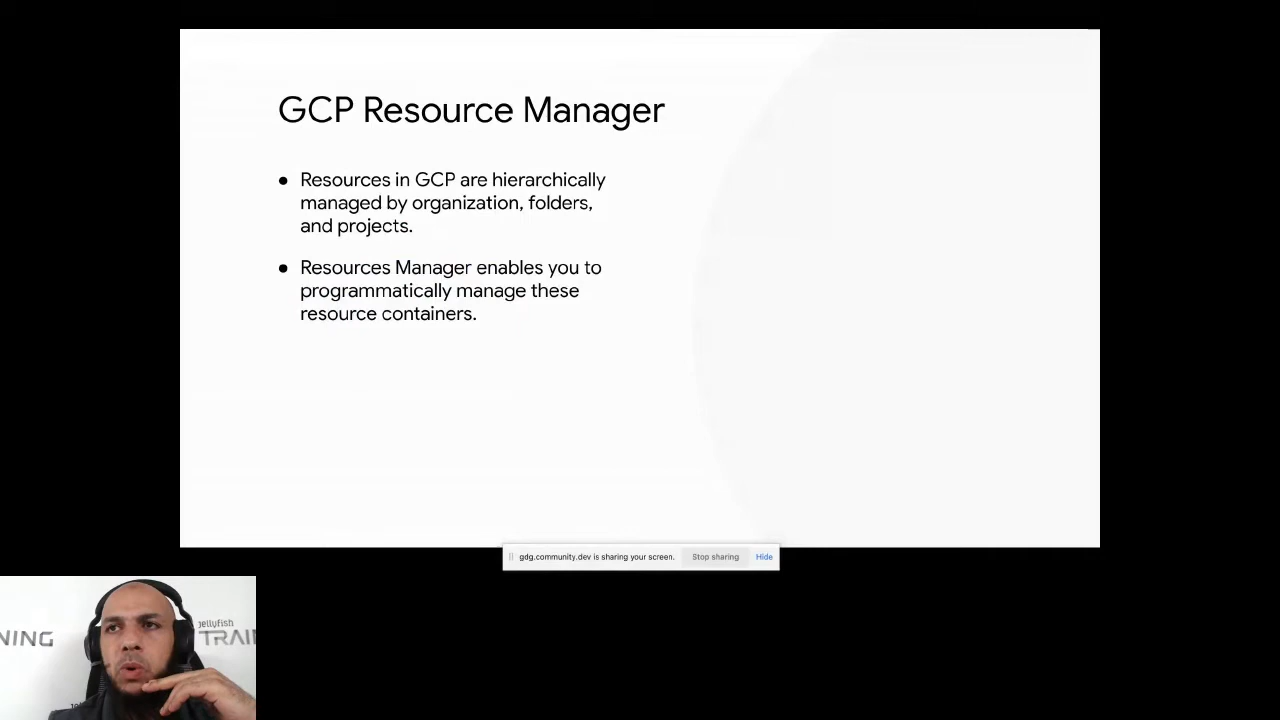 GCP Resource Manager
● Resources in GCP are hierarchically
managed by organization, folders,
and projects.
● Resources Manager enables you to
programmatically manage these
resource containers.
gdg.community.dev is sharing your screen. Stop sharing Hide
jellyfish
NING TRAI